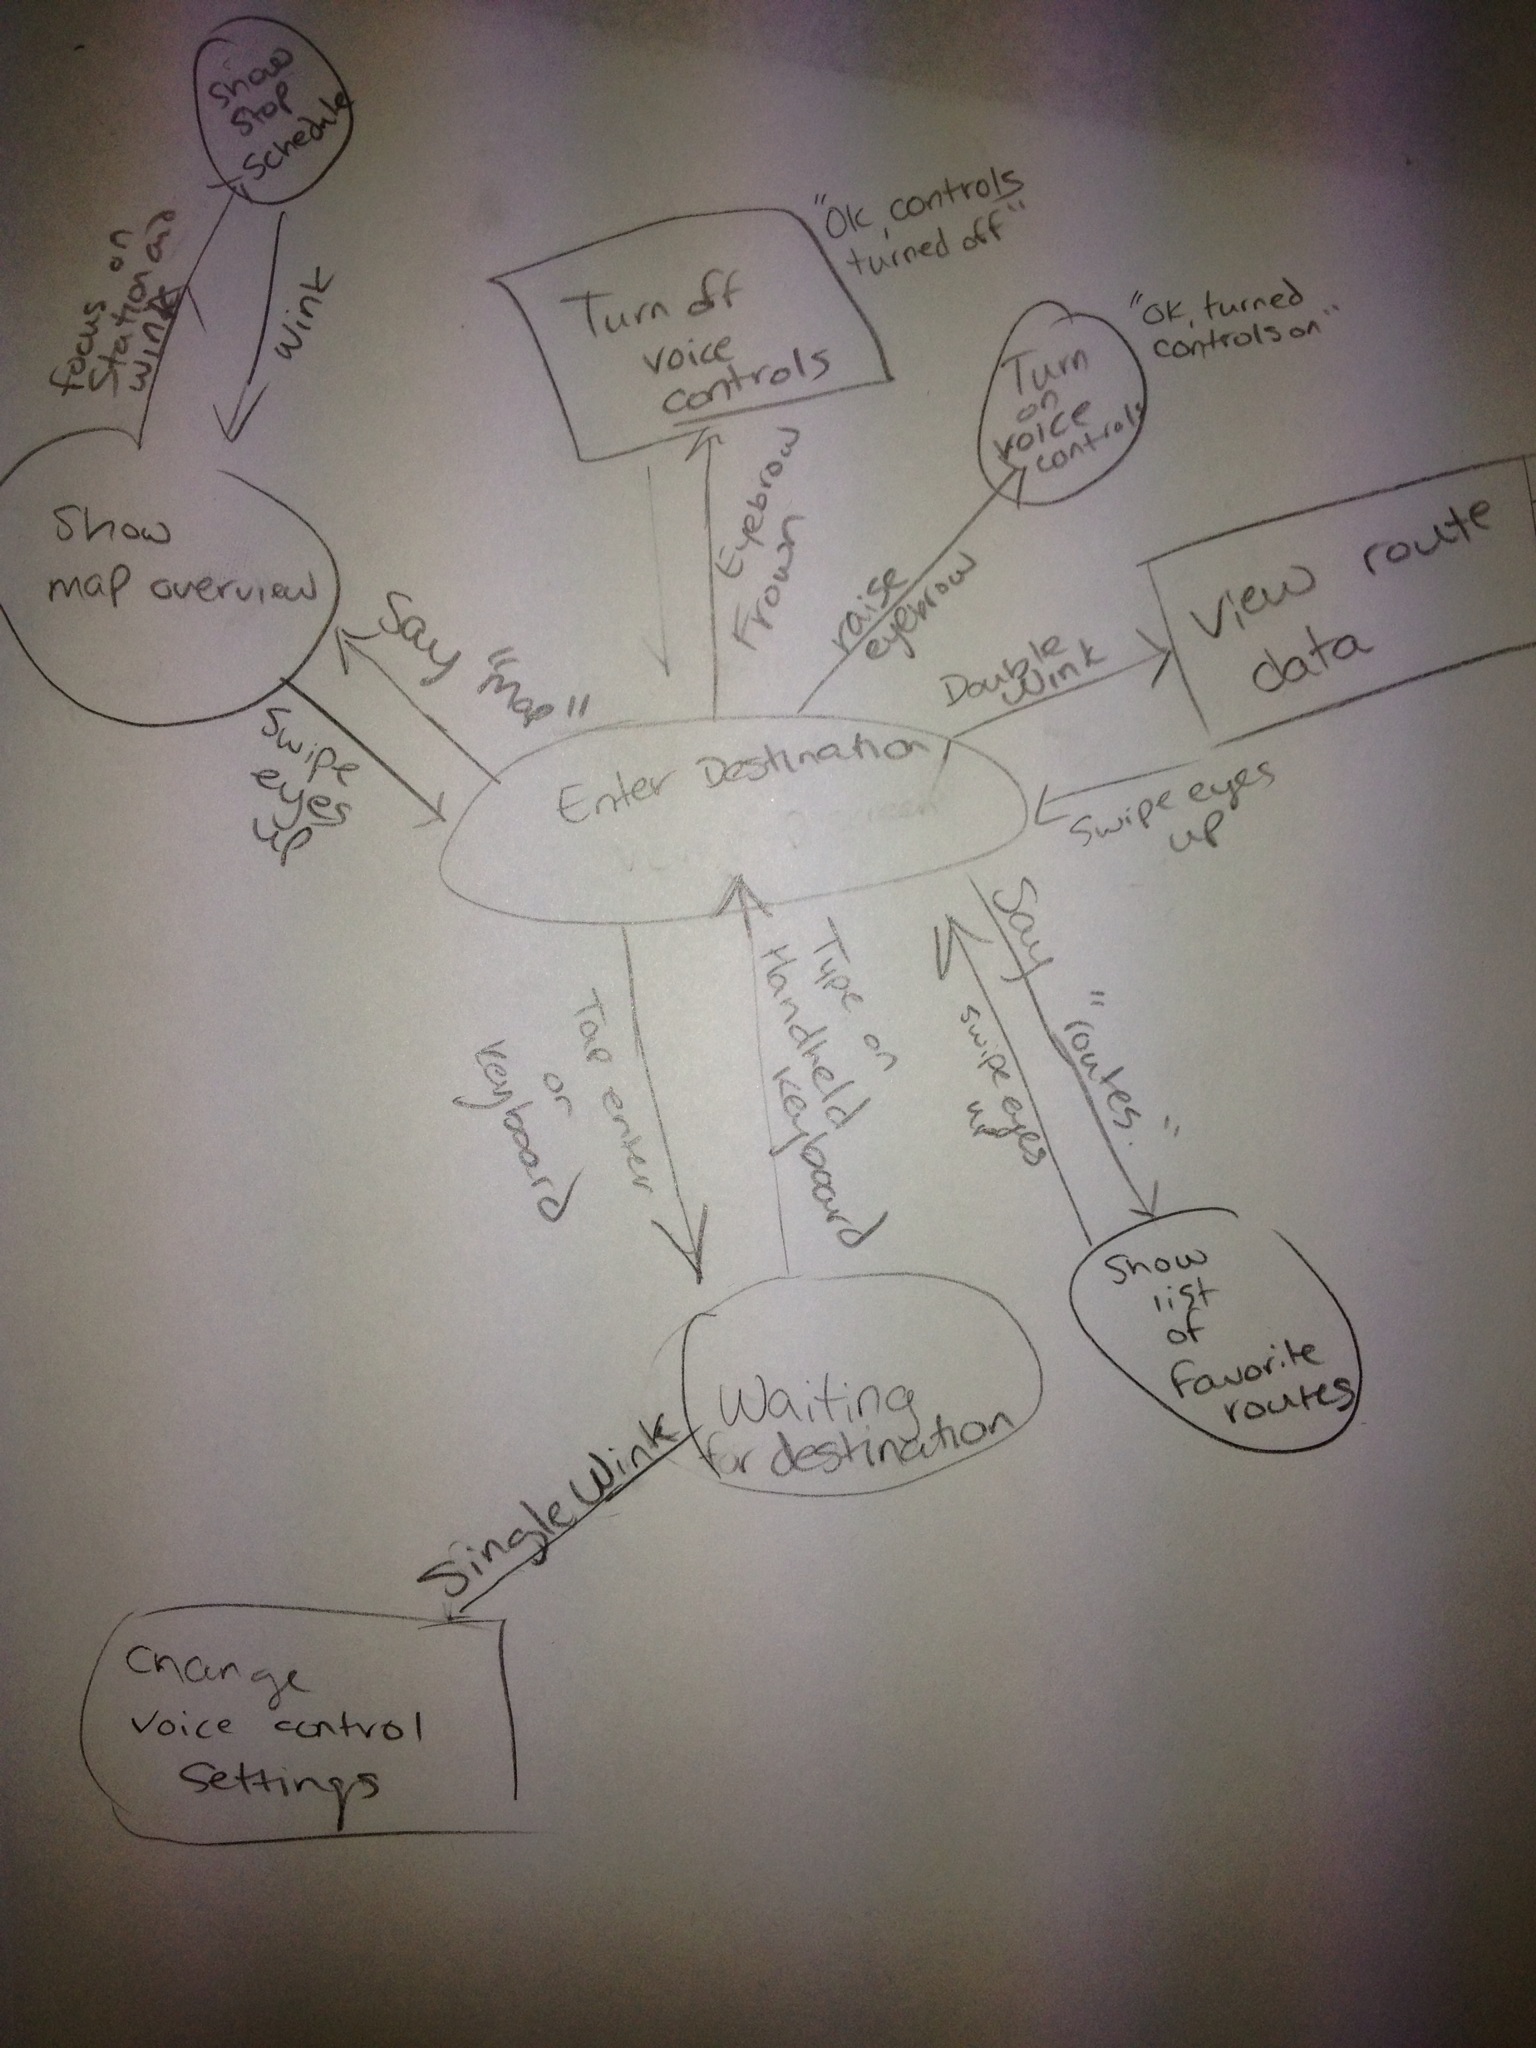 Show
Stop
Schedule
focus on
Station and
wink
wink
"Ok, controls
turned off"
Turn off
voice
controls
"OK, turned
controls on"
Turn
on
voice
controls
Show
map overview
Say "map"
Swipe
eyes
up
Eyebrow
Frown
raise
eyebrow
Double
Wink
View route
data
Swipe eyes
up
Enter Destination
Tap enter
on
keyboard
Type on
Handheld
Keyboard
Say "routes."
Swipe eyes
up
Show
list
of
favorite
routes
Waiting
for destination
Single Wink
Change
voice control
Settings